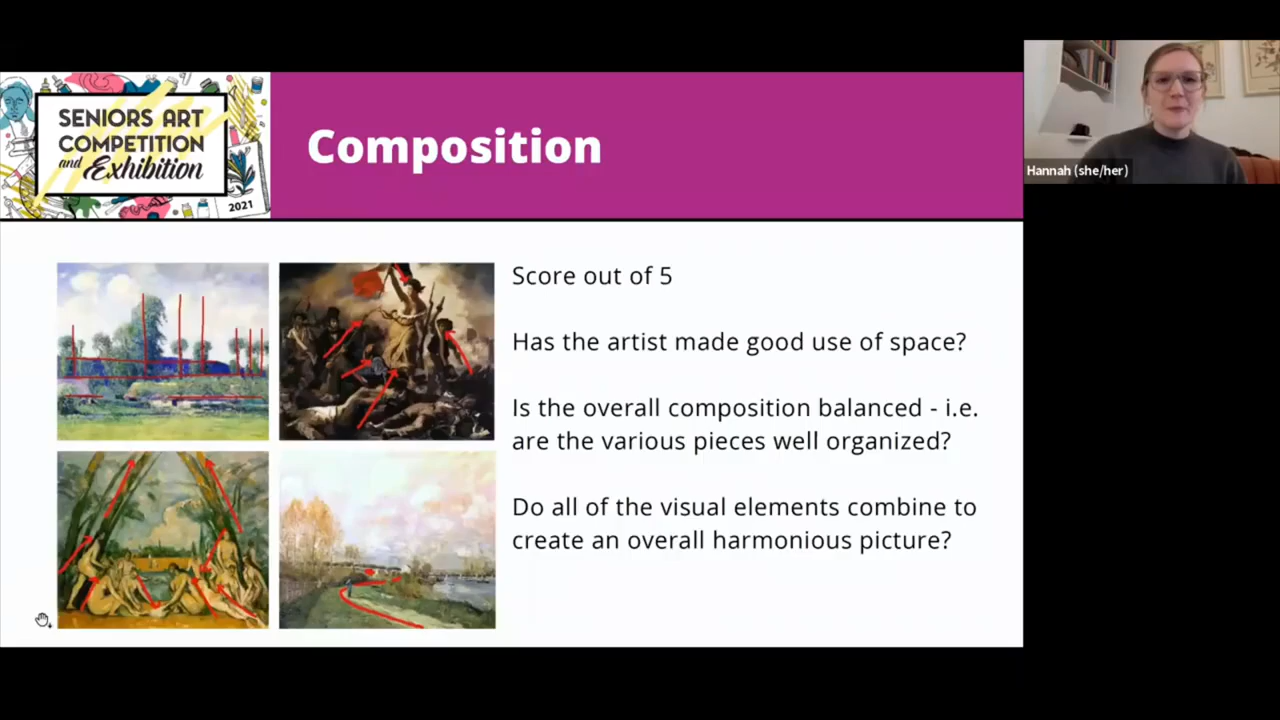 SENIORS ART
COMPETITION
and Exhibition
2021
Composition
Hannah (she/her)
Score out of 5
Has the artist made good use of space?
Is the overall composition balanced - i.e.
are the various pieces well organized?
Do all of the visual elements combine to
create an overall harmonious picture?